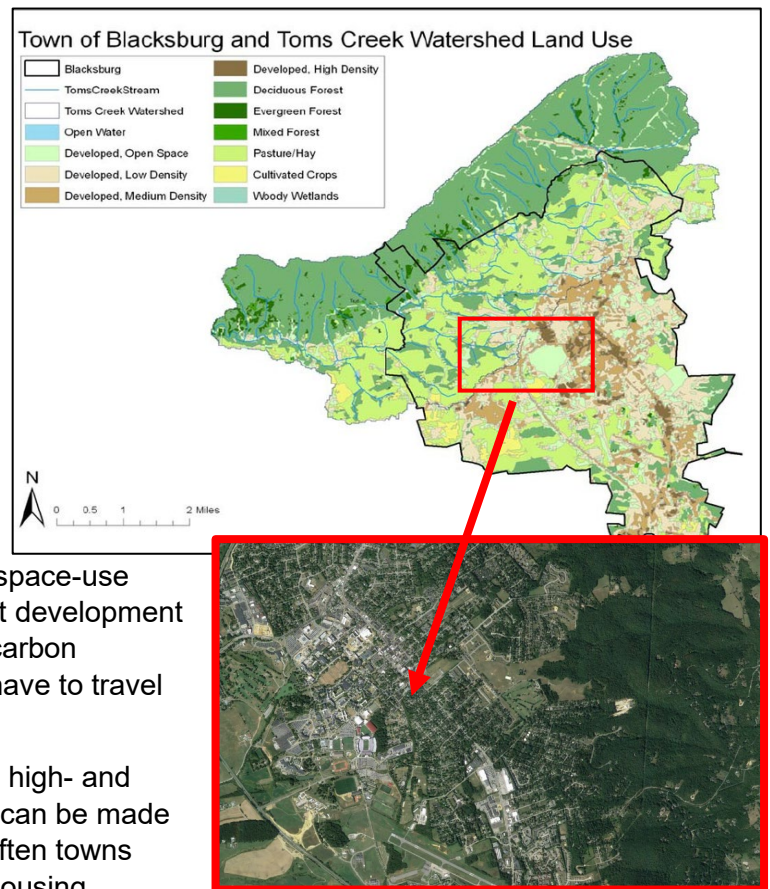 Town of Blacksburg and Toms Creek Watershed Land Use
Blacksburg
TomsCreekStream
Toms Creek Watershed
Open Water
Developed, Open Space
Developed, Low Density
Developed, Medium Density
Developed, High Density
Deciduous Forest
Evergreen Forest
Mixed Forest
Pasture/Hay
Cultivated Crops
Woody Wetlands
N
0 0.5 1 2 Miles
space-use
t development
carbon
have to travel
high- and
can be made
ften towns
ousing